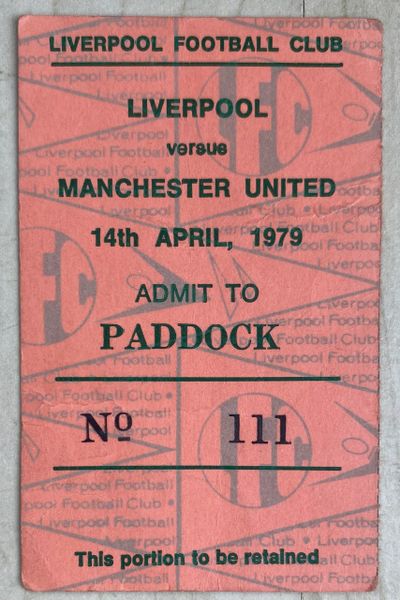 LIVERPOOL FOOTBALL CLUB
LIVERPOOL
versus
MANCHESTER UNITED
14th APRIL, 1979
ADMIT TO
PADDOCK
Nº 111
This portion to be retained